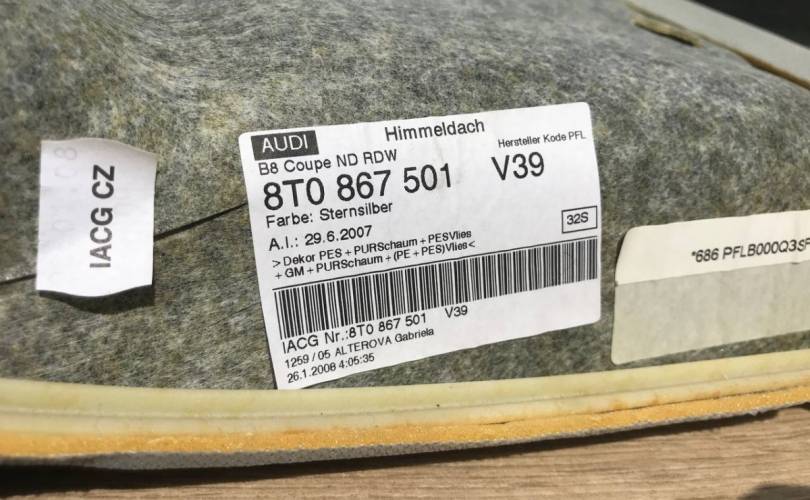 IACG CZ
AUDI Himmeldach
B8 Coupe ND RDW Hersteller Kode PFL
8T0 867 501 V39
Farbe: Sternsilber
A.I.: 29.6.2007 32S
>Dekor PES + PURSchaum + PESVlies
+ GM + PURSchaum + (PE + PES)Vlies<
IACG Nr.:8T0 867 501 V39
1259 / 05 ALTEROVA Gabriela
26.1.2008 4:05:35
*686 PFLB000Q3SF